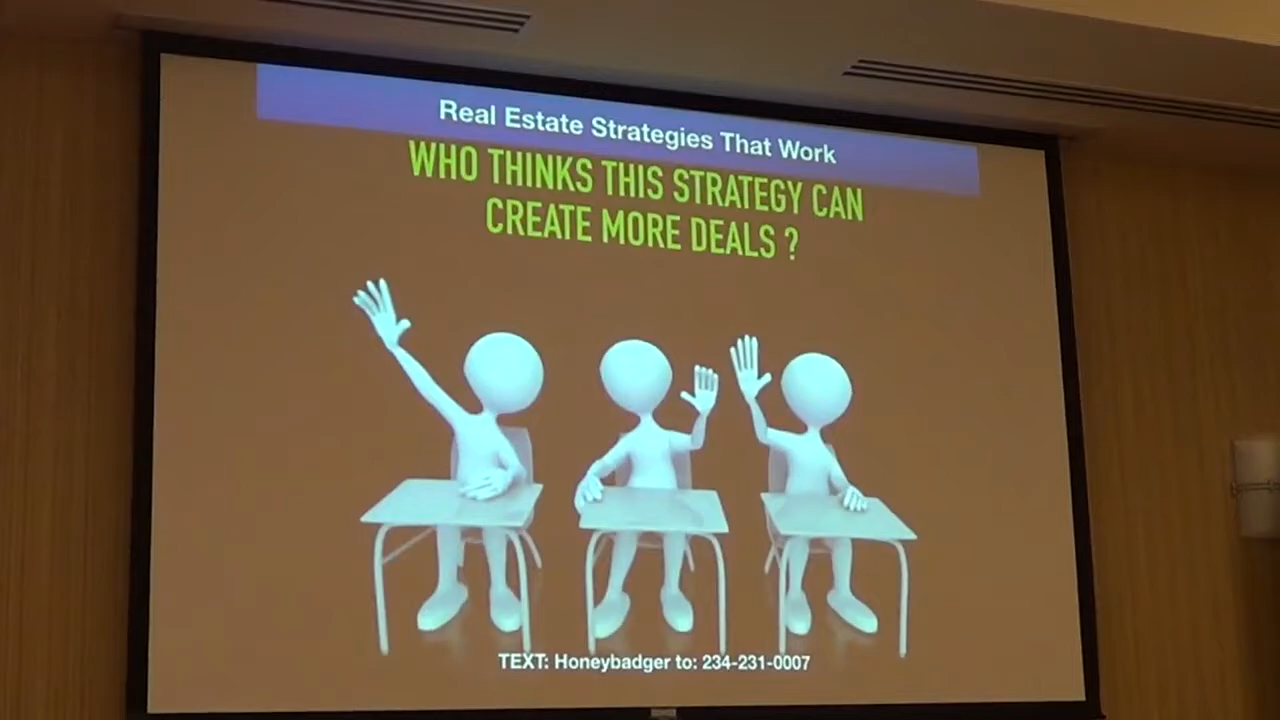 Real Estate Strategies That Work
WHO THINKS THIS STRATEGY CAN
CREATE MORE DEALS ?
TEXT: Honeybadger to: 234-231-0007